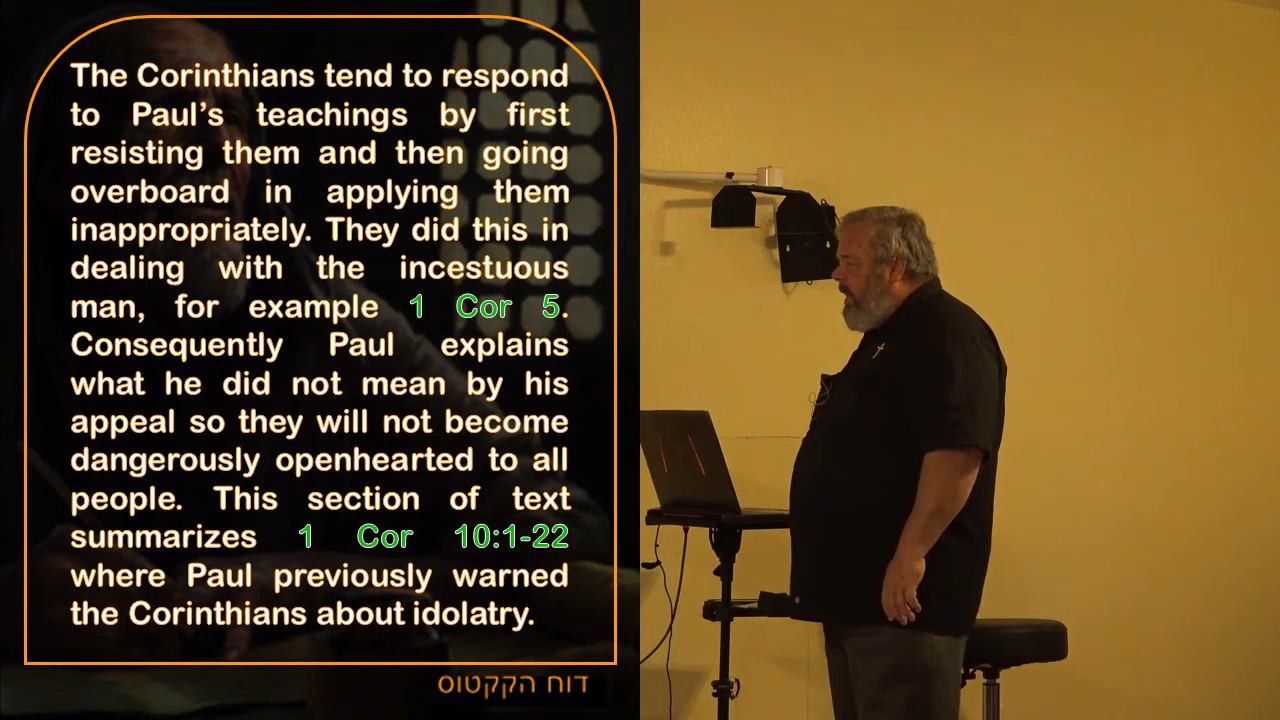 The Corinthians tend to respond
to Paul’s teachings by first
resisting them and then going
overboard in applying them
inappropriately. They did this in
dealing with the incestuous
man, for example 1 Cor 5.
Consequently Paul explains
what he did not mean by his
appeal so they will not become
dangerously openhearted to all
people. This section of text
summarizes 1 Cor 10:1-22
where Paul previously warned
the Corinthians about idolatry.
דוח הקקטוס